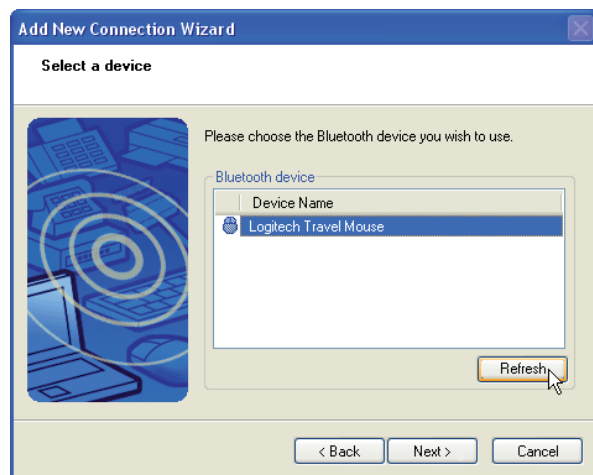 Add New Connection Wizard
Select a device
Please choose the Bluetooth device you wish to use.
Bluetooth device
Device Name
Logitech Travel Mouse
Refresh
< Back Next > Cancel